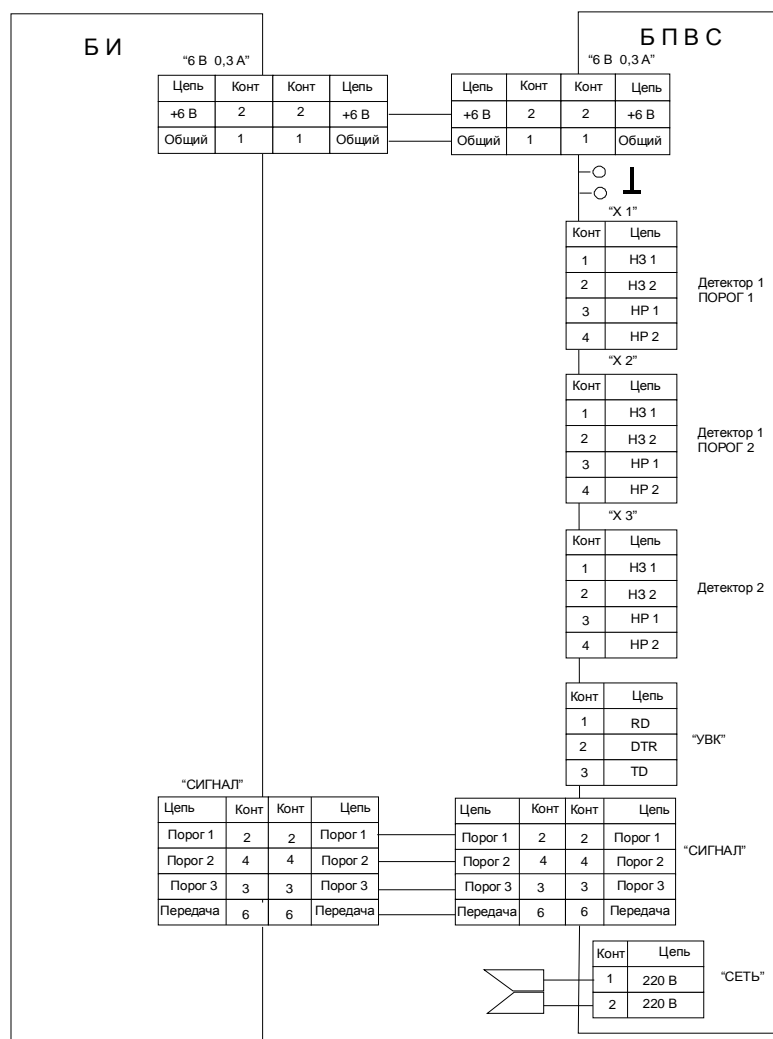 Б И
Б П В С
“6 В 0,3 А”
“6 В 0,3 А”
Цепь Конт Конт Цепь Цепь Конт Конт Цепь
+6 В 2 2 +6 В +6 В 2 2 +6 В
Общий 1 1 Общий Общий 1 1 Общий
“Х 1”
Конт Цепь
1 НЗ 1
2 НЗ 2
3 НР 1
4 НР 2
Детектор 1
ПОРОГ 1
“Х 2”
Конт Цепь
1 НЗ 1
2 НЗ 2
3 НР 1
4 НР 2
Детектор 1
ПОРОГ 2
“Х 3”
Конт Цепь
1 НЗ 1
2 НЗ 2
3 НР 1
4 НР 2
Детектор 2
Конт Цепь
1 RD
2 DTR
3 TD
“УВК”
“СИГНАЛ”
Цепь Конт Конт Цепь Цепь Конт Конт Цепь
Порог 1 2 2 Порог 1 Порог 1 2 2 Порог 1
Порог 2 4 4 Порог 2 Порог 2 4 4 Порог 2
Порог 3 3 3 Порог 3 Порог 3 3 3 Порог 3
Передача 6 6 Передача Передача 6 6 Передача
“СИГНАЛ”
Конт Цепь
1 220 В
2 220 В
“СЕТЬ”